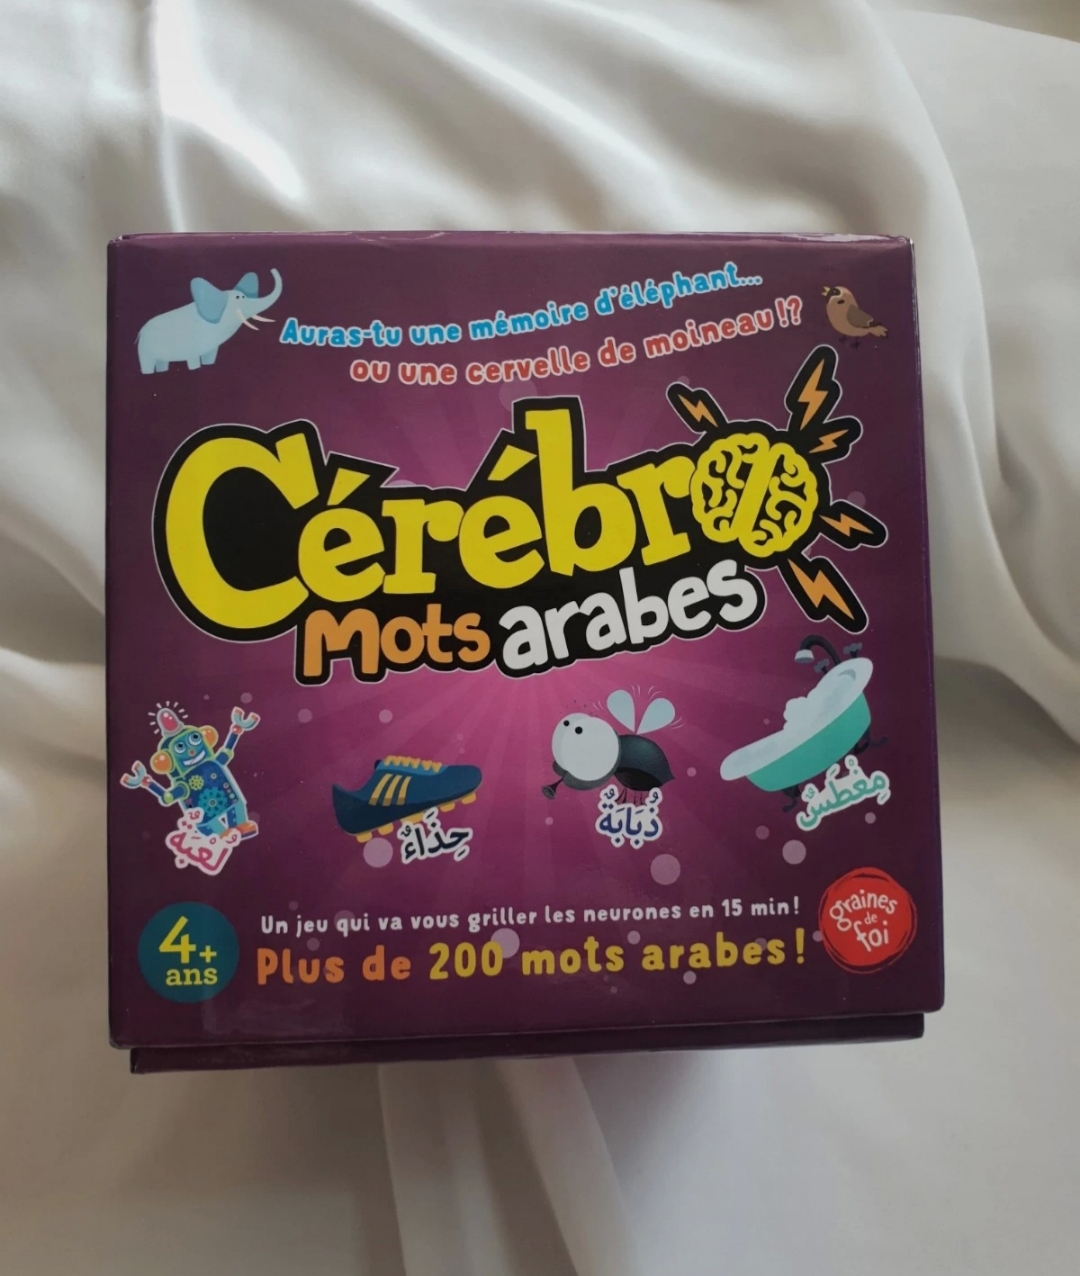 Auras-tu une mémoire d'éléphant...
ou une cervelle de moineau !?
Cérébro
Mots arabes
لُعْبَةٌ
حِذَاءٌ
ذُبَابَةٌ
مِغْطَسٌ
4+
ans
Un jeu qui va vous griller les neurones en 15 min !
Plus de 200 mots arabes !
graines
de
foi